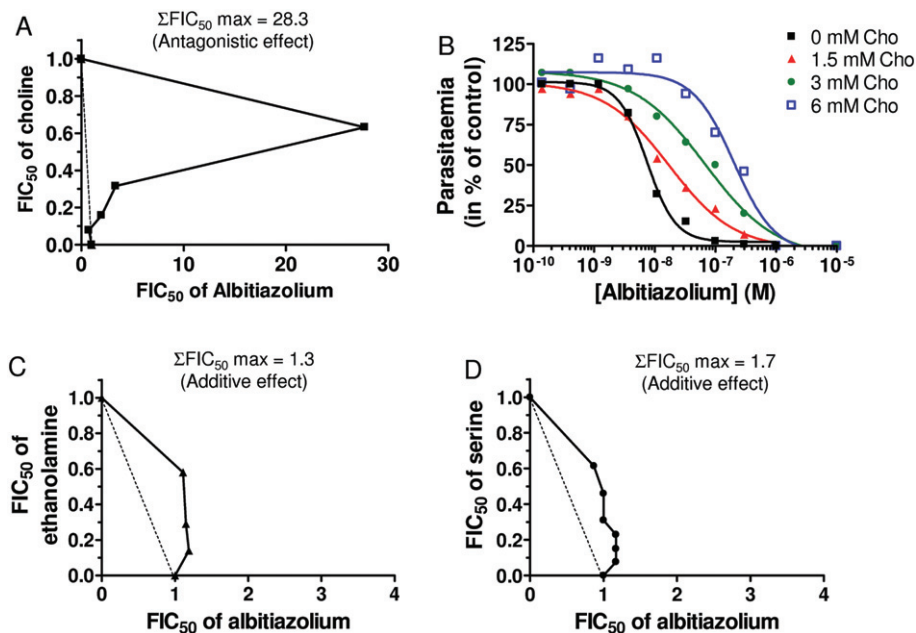 A
ΣFIC50 max = 28.3
(Antagonistic effect)
FIC50 of choline
1.0
0.8
0.6
0.4
0.2
0.0
0
10
20
30
FIC50 of Albitiazolium
B
0 mM Cho
1.5 mM Cho
3 mM Cho
6 mM Cho
Parasitaemia
(in % of control)
125
100
75
50
25
0
10-10
10-9
10-8
10-7
10-6
10-5
[Albitiazolium] (M)
C
ΣFIC50 max = 1.3
(Additive effect)
FIC50 of
ethanolamine
1.0
0.8
0.6
0.4
0.2
0.0
0
1
2
3
4
FIC50 of albitiazolium
D
ΣFIC50 max = 1.7
(Additive effect)
FIC50 of serine
1.0
0.8
0.6
0.4
0.2
0.0
0
1
2
3
4
FIC50 of albitiazolium